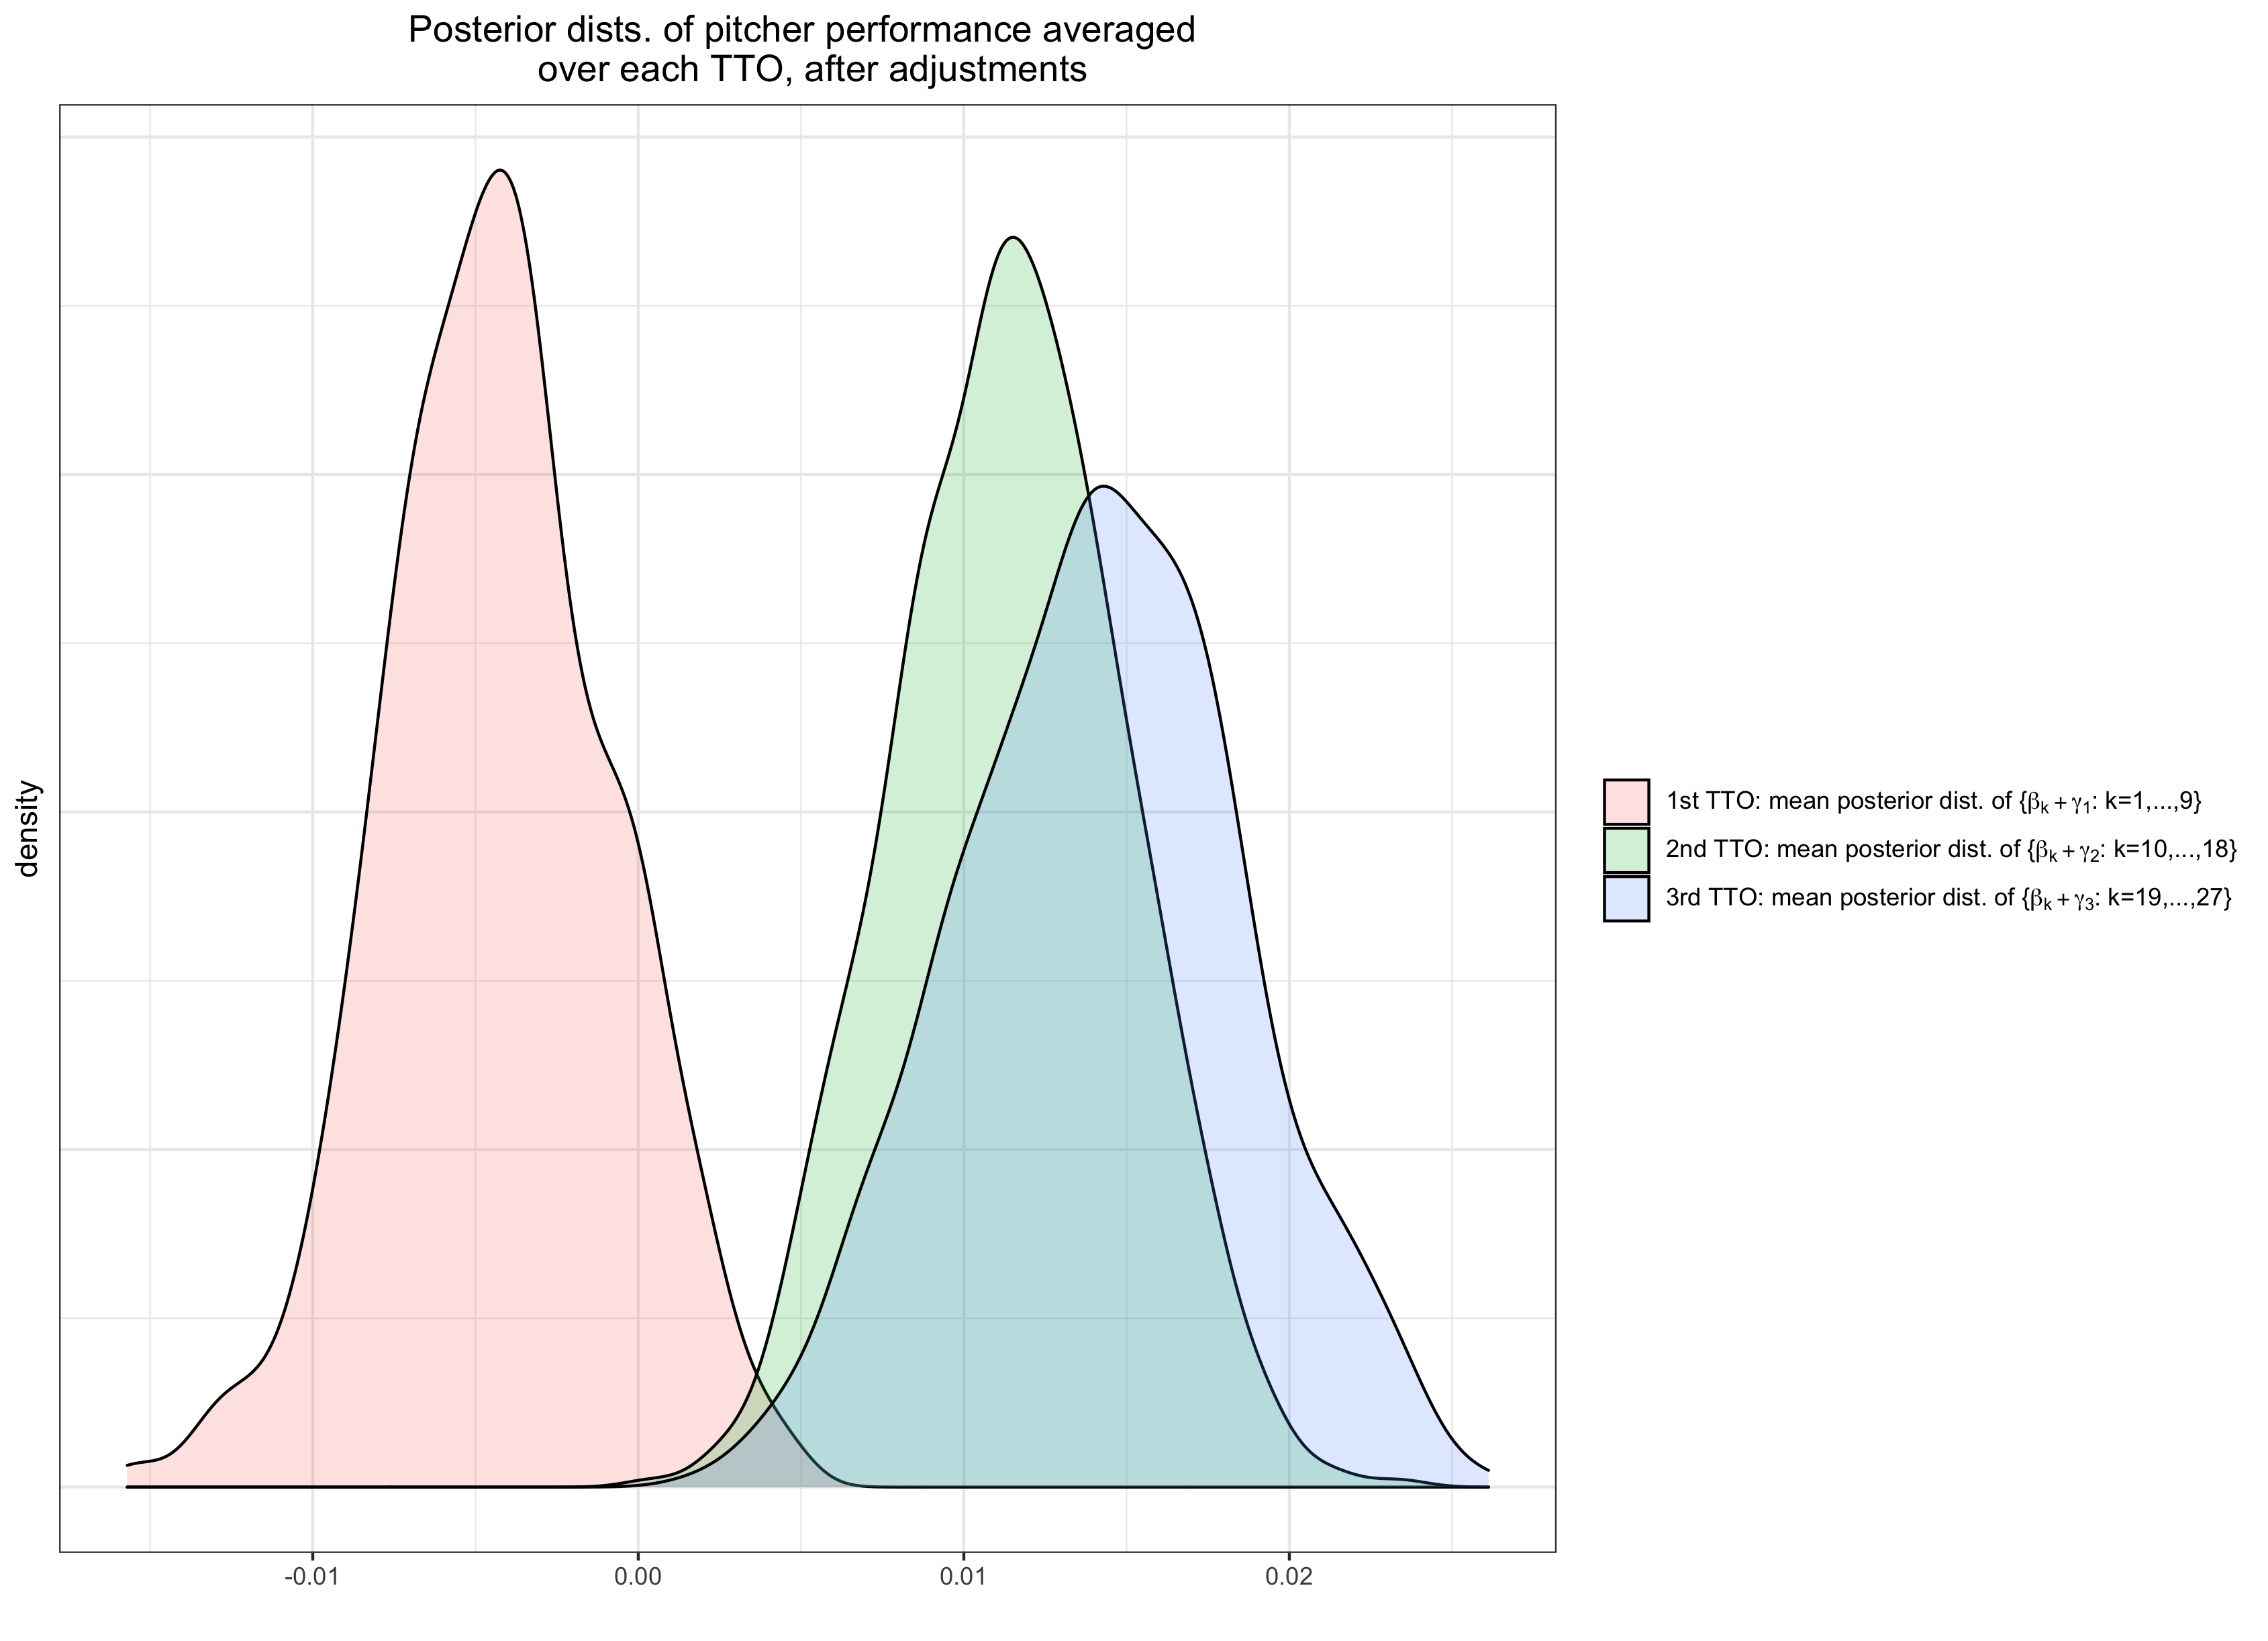 Posterior dists. of pitcher performance averaged
over each TTO, after adjustments
density
1st TTO: mean posterior dist. of {βₖ + γ₁: k=1,...,9}
2nd TTO: mean posterior dist. of {βₖ + γ₂: k=10,...,18}
3rd TTO: mean posterior dist. of {βₖ + γ₃: k=19,...,27}
-0.01 0.00 0.01 0.02